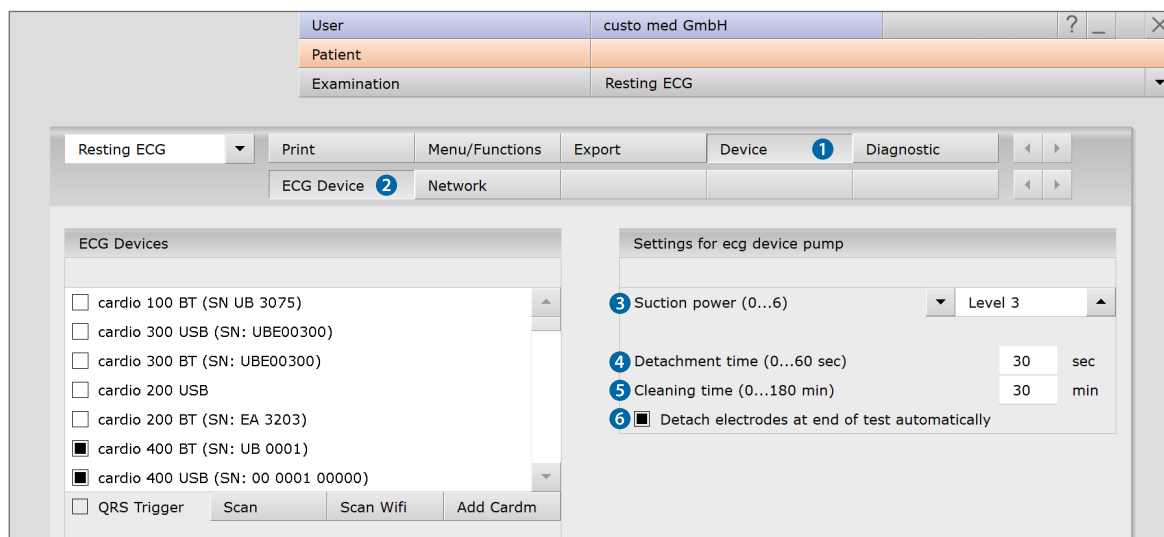 User custo med GmbH ? _ X
Patient
Examination Resting ECG
Resting ECG Print Menu/Functions Export Device 1 Diagnostic
ECG Device 2 Network
ECG Devices
cardio 100 BT (SN UB 3075)
cardio 300 USB (SN: UBE00300)
cardio 300 BT (SN: UBE00300)
cardio 200 USB
cardio 200 BT (SN: EA 3203)
cardio 400 BT (SN: UB 0001)
cardio 400 USB (SN: 00 0001 00000)
QRS Trigger Scan Scan Wifi Add Cardm
Settings for ecg device pump
3 Suction power (0...6) Level 3
4 Detachment time (0...60 sec) 30 sec
5 Cleaning time (0...180 min) 30 min
6 Detach electrodes at end of test automatically